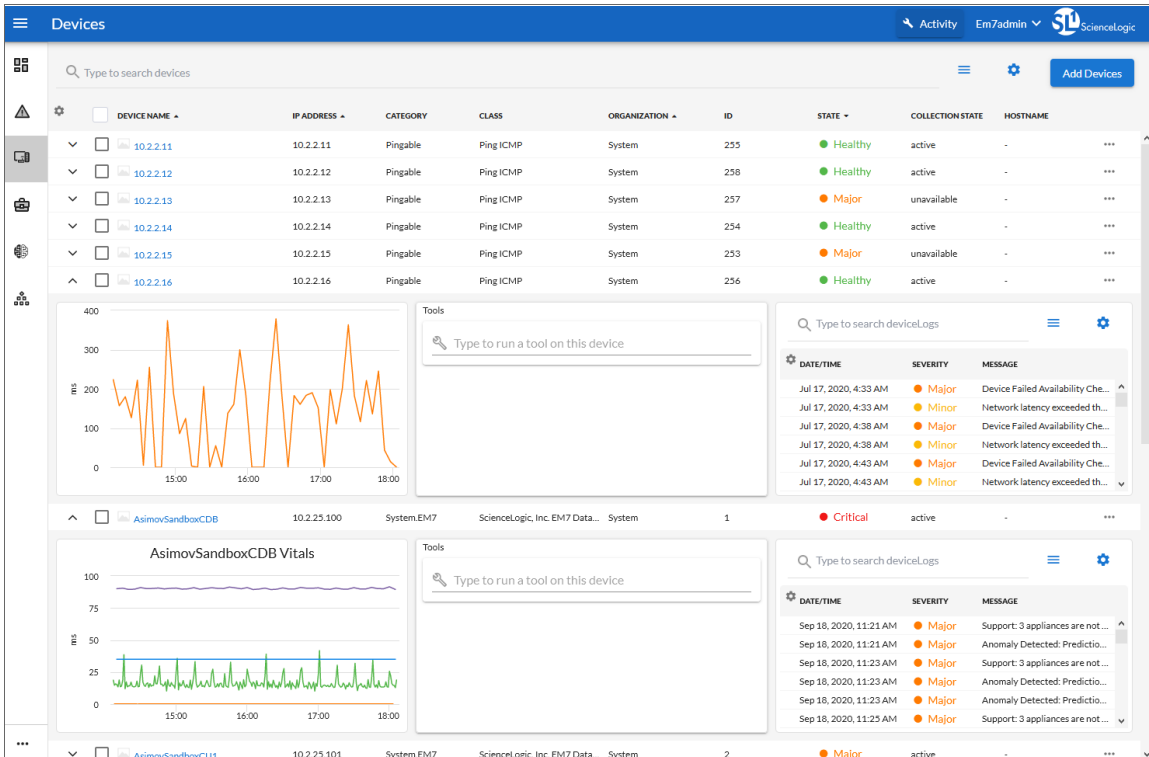 Devices Activity Em7admin SL1 ScienceLogic
Type to search devices Add Devices
DEVICE NAME IP ADDRESS CATEGORY CLASS ORGANIZATION ID STATE COLLECTION STATE HOSTNAME
10.2.2.11 10.2.2.11 Pingable Ping ICMP System 255 Healthy active - ...
10.2.2.12 10.2.2.12 Pingable Ping ICMP System 258 Healthy active - ...
10.2.2.13 10.2.2.13 Pingable Ping ICMP System 257 Major unavailable - ...
10.2.2.14 10.2.2.14 Pingable Ping ICMP System 254 Healthy active - ...
10.2.2.15 10.2.2.15 Pingable Ping ICMP System 253 Major unavailable - ...
10.2.2.16 10.2.2.16 Pingable Ping ICMP System 256 Healthy active - ...
400
300
200
100
0
ms
15:00 16:00 17:00 18:00
Tools
Type to run a tool on this device
Type to search deviceLogs
DATE/TIME SEVERITY MESSAGE
Jul 17, 2020, 4:33 AM Major Device Failed Availability Che...
Jul 17, 2020, 4:33 AM Minor Network latency exceeded th...
Jul 17, 2020, 4:38 AM Major Device Failed Availability Che...
Jul 17, 2020, 4:38 AM Minor Network latency exceeded th...
Jul 17, 2020, 4:43 AM Major Device Failed Availability Che...
Jul 17, 2020, 4:43 AM Minor Network latency exceeded th...
AsimovSandboxCDB 10.2.25.100 System.EM7 ScienceLogic, Inc. EM7 Data... System 1 Critical active - ...
AsimovSandboxCDB Vitals
100
75
50
25
0
ms
15:00 16:00 17:00 18:00
Tools
Type to run a tool on this device
Type to search deviceLogs
DATE/TIME SEVERITY MESSAGE
Sep 18, 2020, 11:21 AM Major Support: 3 appliances are not ...
Sep 18, 2020, 11:21 AM Major Anomaly Detected: Predictio...
Sep 18, 2020, 11:23 AM Major Support: 3 appliances are not ...
Sep 18, 2020, 11:23 AM Major Anomaly Detected: Predictio...
Sep 18, 2020, 11:23 AM Major Anomaly Detected: Predictio...
Sep 18, 2020, 11:25 AM Major Support: 3 appliances are not ...
AsimovSandboxCU1 10.2.25.101 System.EM7 ScienceLogic, Inc. EM7 Data... System 2 Major active - ...